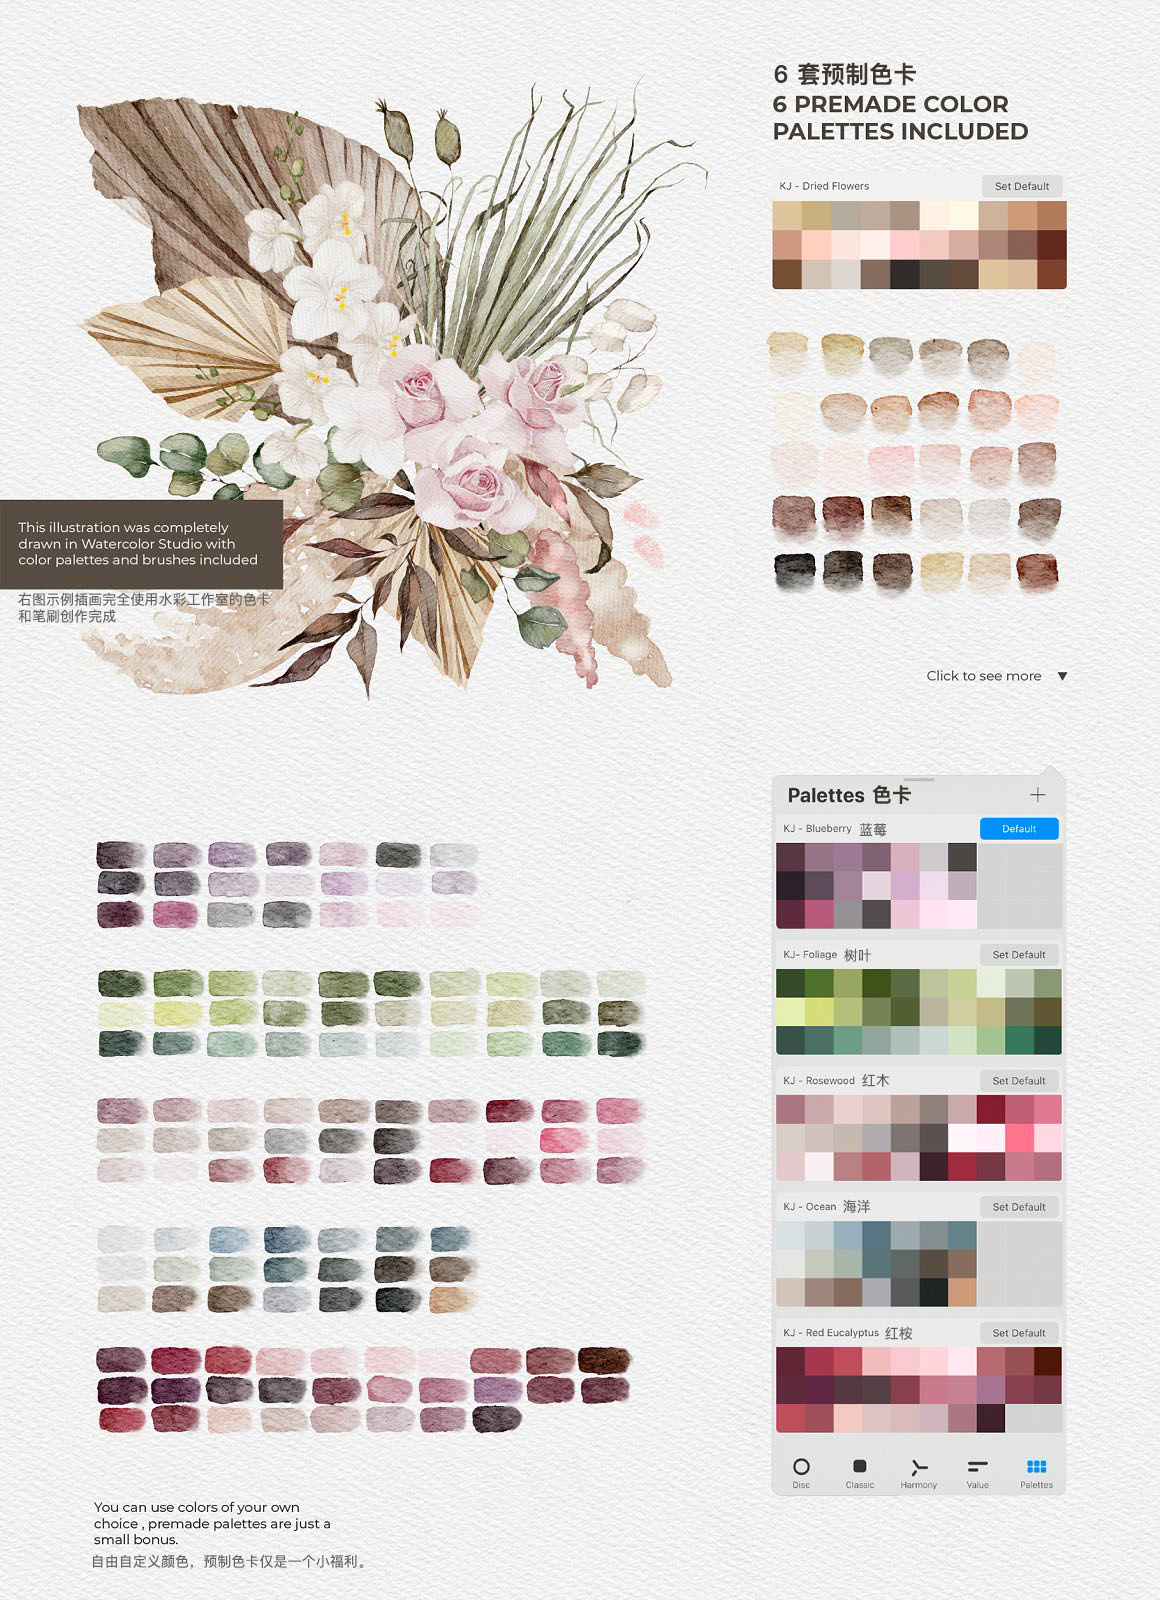 6 套预制色卡
6 PREMADE COLOR
PALETTES INCLUDED
KJ - Dried Flowers
Set Default
This illustration was completely
drawn in Watercolor Studio with
color palettes and brushes included
右图示例插画完全使用水彩工作室的色卡
和笔刷创作完成
Click to see more
Palettes 色卡
KJ - Blueberry 蓝莓
Default
KJ- Foliage 树叶
Set Default
KJ - Rosewood 红木
Set Default
KJ - Ocean 海洋
Set Default
KJ - Red Eucalyptus 红桉
Set Default
Disc
Classic
Harmony
Value
Palettes
You can use colors of your own
choice , premade palettes are just a
small bonus.
自由自定义颜色，预制色卡仅是一个小福利。